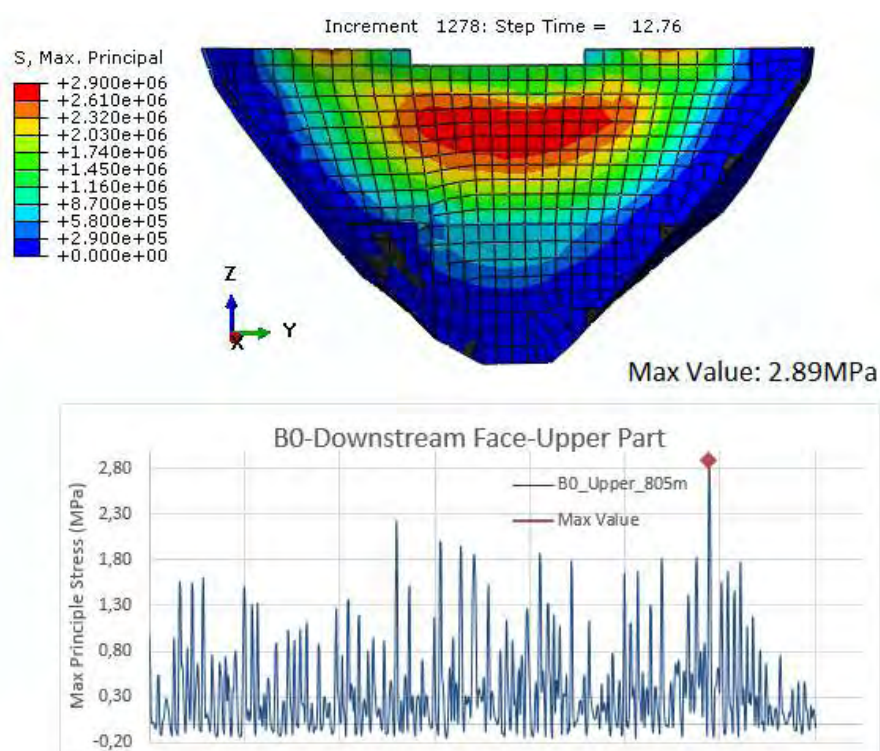 Increment 1278: Step Time = 12.76
S, Max. Principal
+2.900e+06
+2.610e+06
+2.320e+06
+2.030e+06
+1.740e+06
+1.450e+06
+1.160e+06
+8.700e+05
+5.800e+05
+2.900e+05
+0.000e+00
Z
Y
X
Max Value: 2.89MPa
B0-Downstream Face-Upper Part
Max Principle Stress (MPa)
2,80
2,30
1,80
1,30
0,80
0,30
-0,20
B0_Upper_805m
Max Value